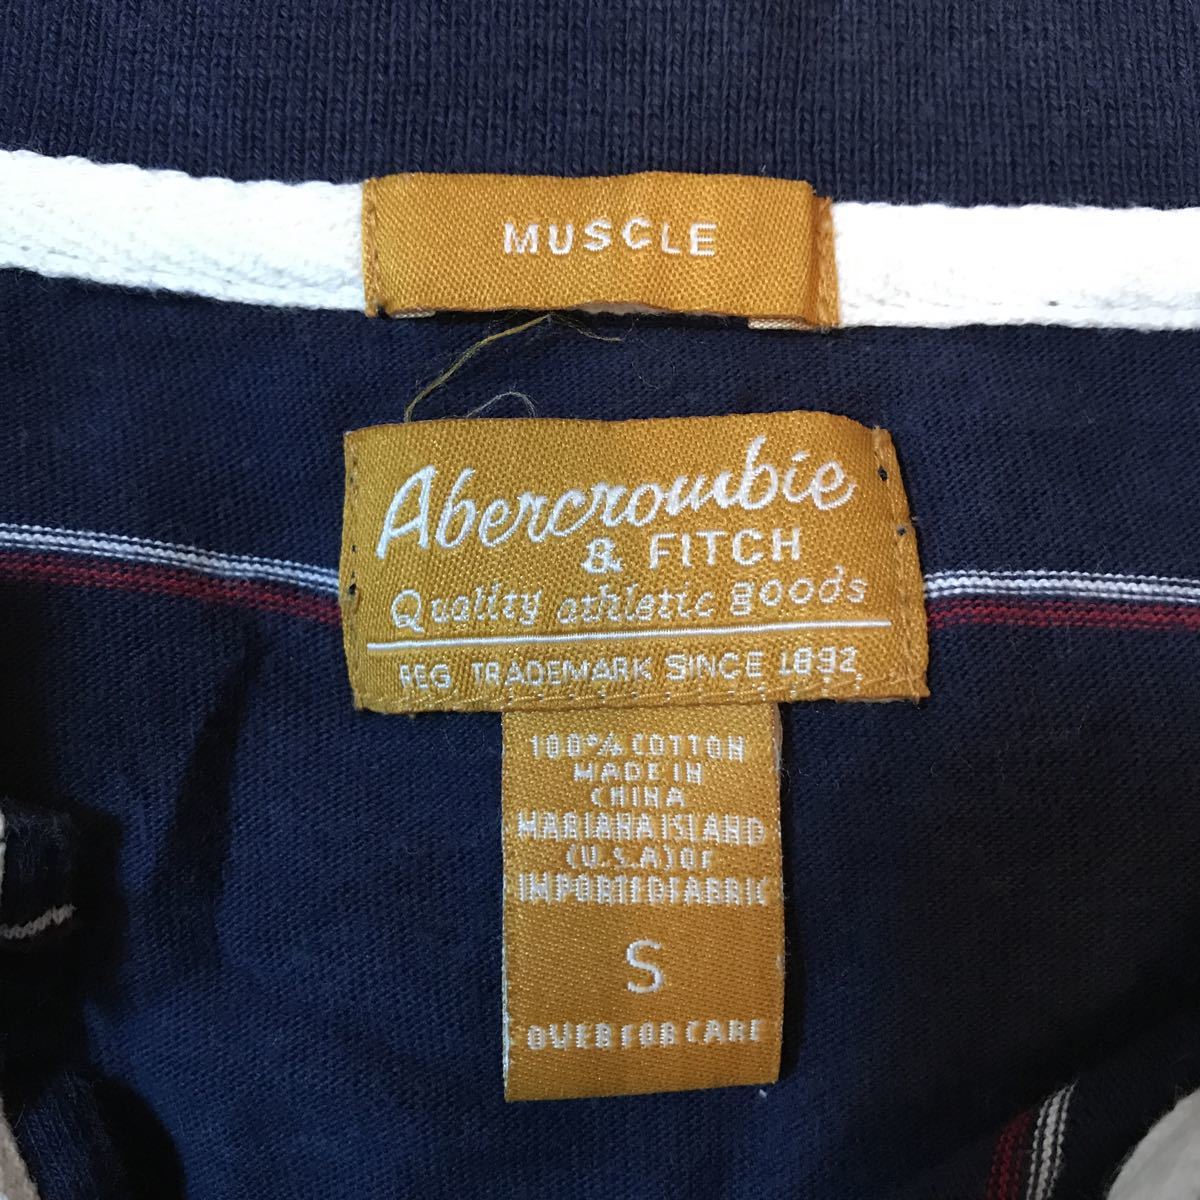 MUSCLE
Abercrombie
& FITCH
Quality athletic goods
REG TRADEMARK SINCE 1892
100% COTTON
MADE IN
CHINA
MARIANA ISLAND
(U.S.A) OF
IMPORTED FABRIC
S
OVER FOR CARE